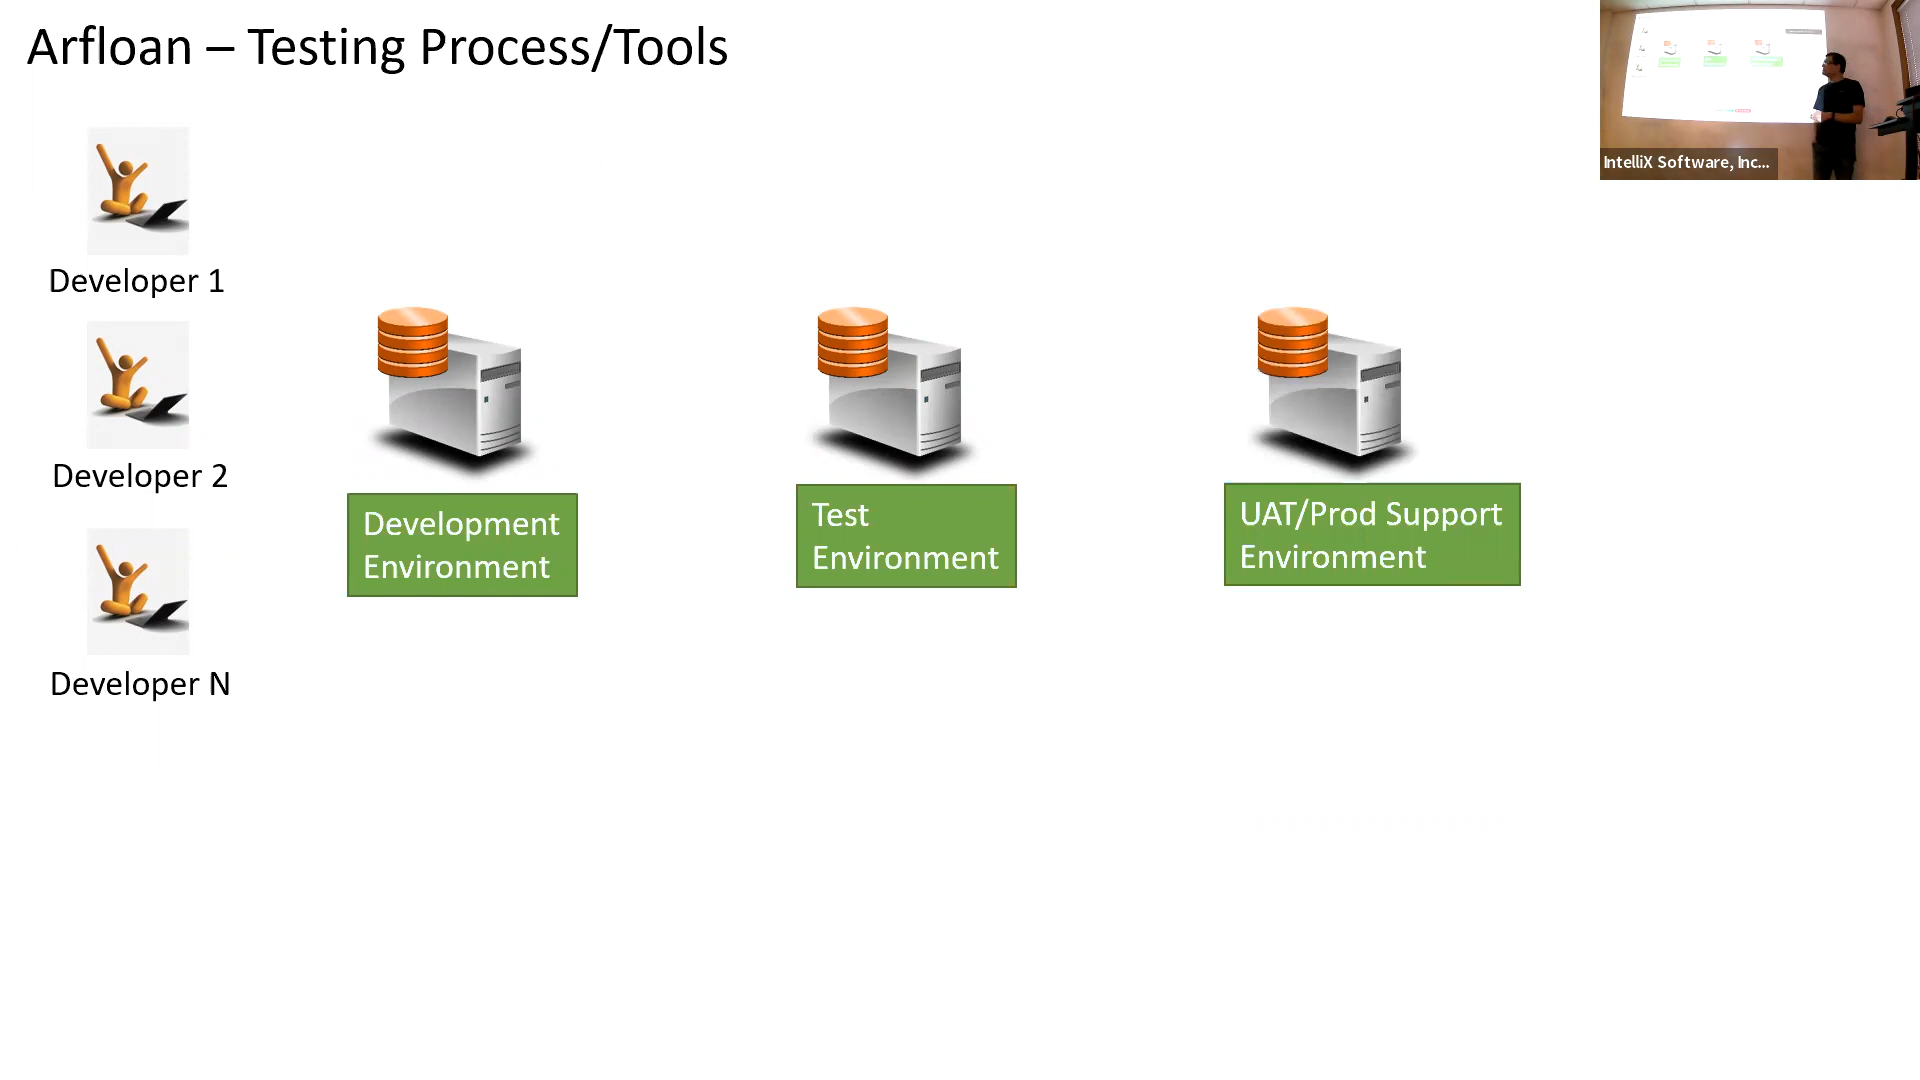 Arfloan – Testing Process/Tools
IntelliX Software, Inc...
Developer 1
Developer 2
Developer N
Development
Environment
Test
Environment
UAT/Prod Support
Environment